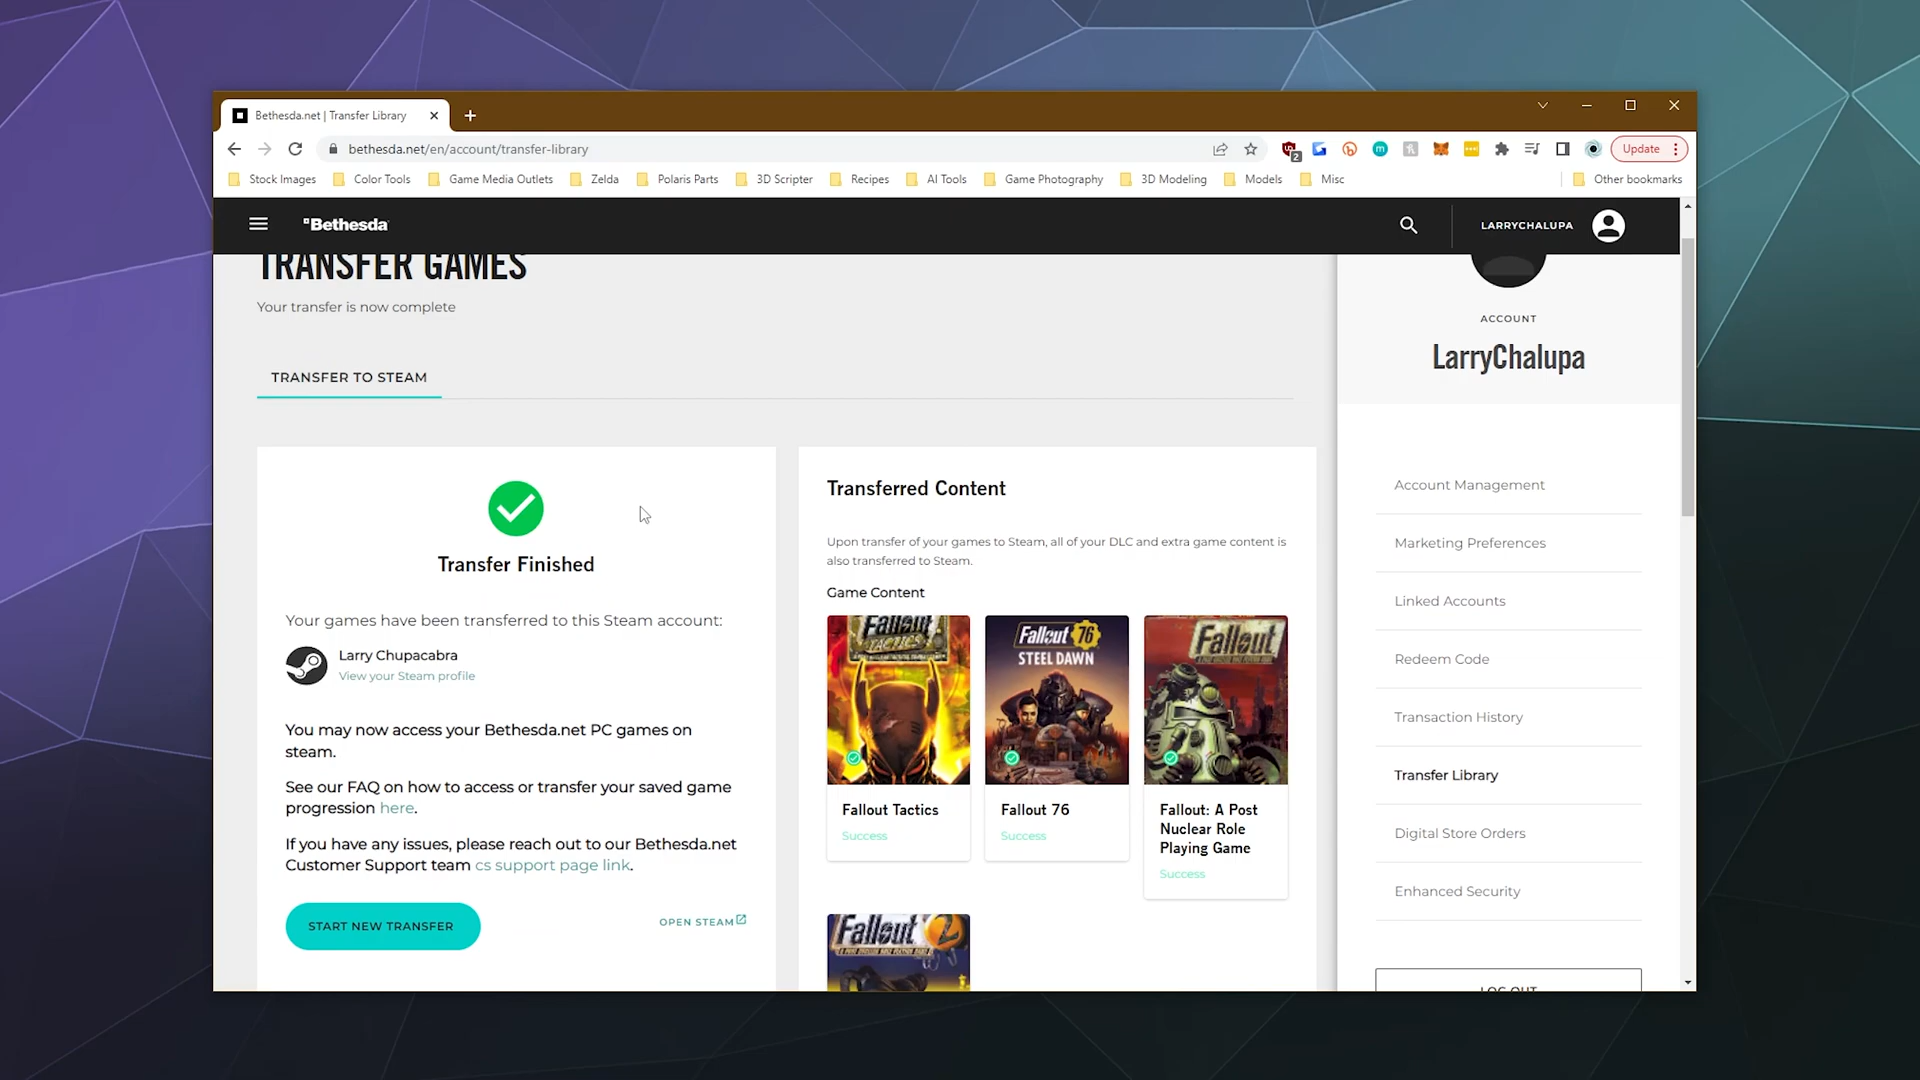 Bethesda.net | Transfer Library
bethesda.net/en/account/transfer-library
2
Update
Stock Images
Color Tools
Game Media Outlets
Zelda
Polaris Parts
3D Scripter
Recipes
AI Tools
Game Photography
3D Modeling
Models
Misc
Other bookmarks
Bethesda
LARRYCHALUPA
TRANSFER GAMES
Your transfer is now complete
TRANSFER TO STEAM
Transfer Finished
Your games have been transferred to this Steam account:
Larry Chupacabra
View your Steam profile
You may now access your Bethesda.net PC games on
steam.
See our FAQ on how to access or transfer your saved game
progression here.
If you have any issues, please reach out to our Bethesda.net
Customer Support team cs support page link.
START NEW TRANSFER
OPEN STEAM
Transferred Content
Upon transfer of your games to Steam, all of your DLC and extra game content is
also transferred to Steam.
Game Content
Fallout
TACTICS
Fallout Tactics
Success
Fallout 76
STEEL DAWN
Fallout 76
Success
Fallout
Fallout: A Post
Nuclear Role
Playing Game
Success
Fallout 2
ACCOUNT
LarryChalupa
Account Management
Marketing Preferences
Linked Accounts
Redeem Code
Transaction History
Transfer Library
Digital Store Orders
Enhanced Security
LOG OUT